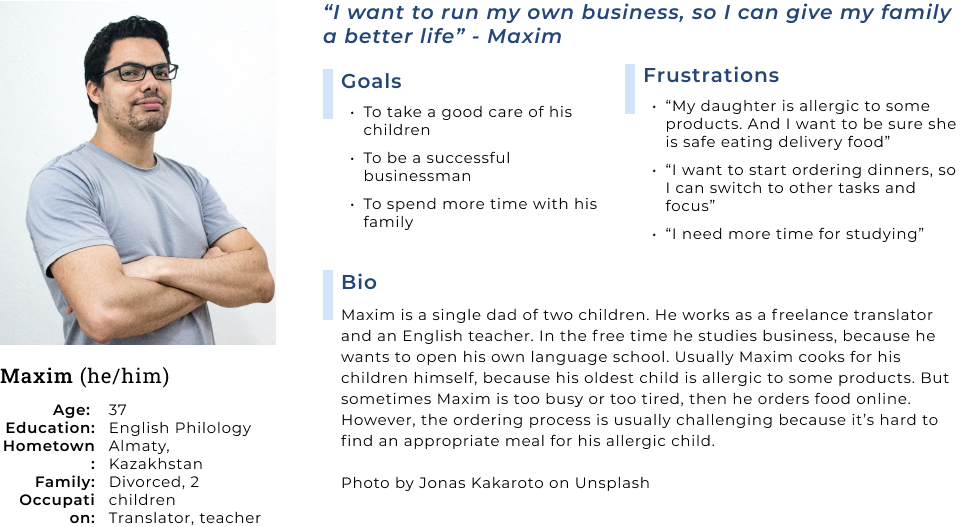 “I want to run my own business, so I can give my family
a better life” - Maxim
Goals
• To take a good care of his
children
• To be a successful
businessman
• To spend more time with his
family
Frustrations
• “My daughter is allergic to some
products. And I want to be sure she
is safe eating delivery food”
• “I want to start ordering dinners, so
I can switch to other tasks and
focus”
• “I need more time for studying”
Bio
Maxim is a single dad of two children. He works as a freelance translator
and an English teacher. In the free time he studies business, because he
wants to open his own language school. Usually Maxim cooks for his
children himself, because his oldest child is allergic to some products. But
sometimes Maxim is too busy or too tired, then he orders food online.
However, the ordering process is usually challenging because it’s hard to
find an appropriate meal for his allergic child.
Photo by Jonas Kakaroto on Unsplash
Maxim (he/him)
Age: 37
Education: English Philology
Hometown Almaty,
: Kazakhstan
Family: Divorced, 2
Occupati children
on: Translator, teacher